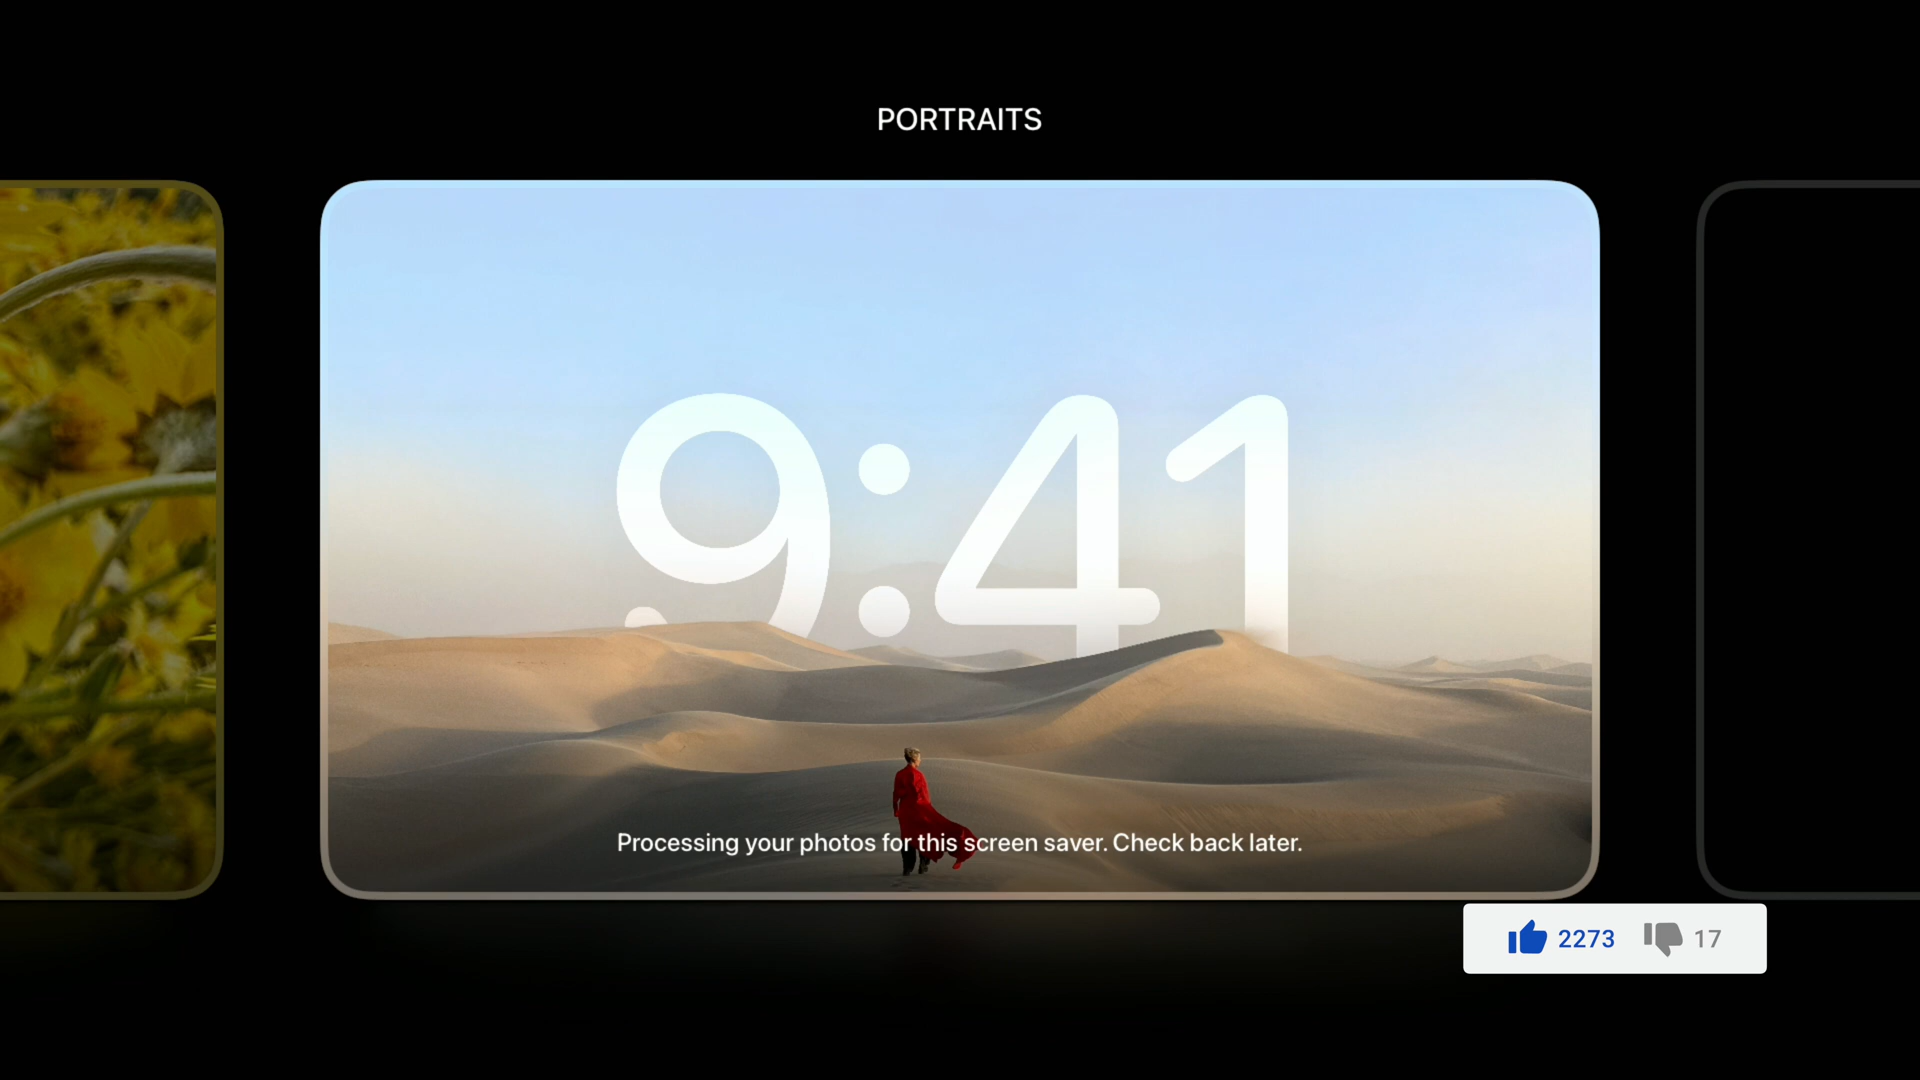 PORTRAITS
9:41
Processing your photos for this screen saver. Check back later.
2273 17